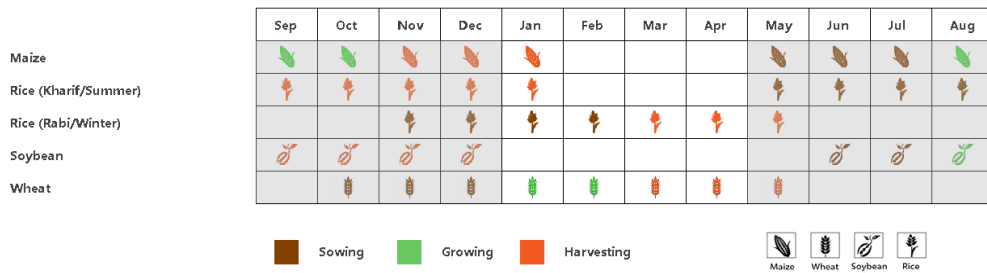 Sep Oct Nov Dec Jan Feb Mar Apr May Jun Jul Aug
Maize
Rice (Kharif/Summer)
Rice (Rabi/Winter)
Soybean
Wheat
Sowing Growing Harvesting
Maize Wheat Soybean Rice